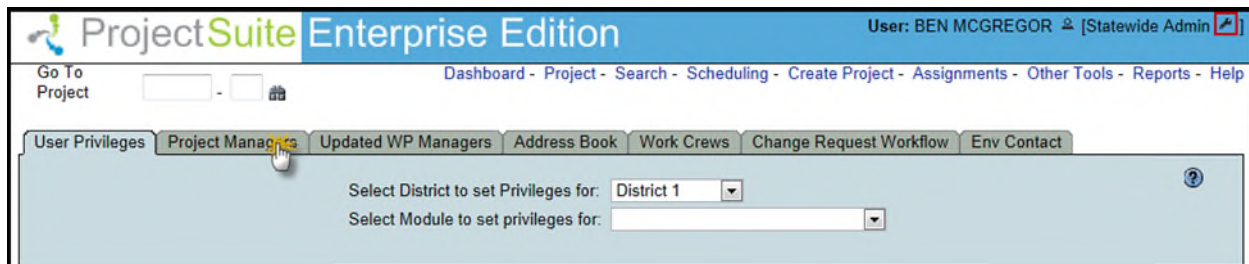 ProjectSuite Enterprise Edition
User: BEN MCGREGOR [Statewide Admin ]
Go To
Project -
Dashboard - Project - Search - Scheduling - Create Project - Assignments - Other Tools - Reports - Help
User Privileges Project Managers Updated WP Managers Address Book Work Crews Change Request Workflow Env Contact
Select District to set Privileges for: District 1
?
Select Module to set privileges for: